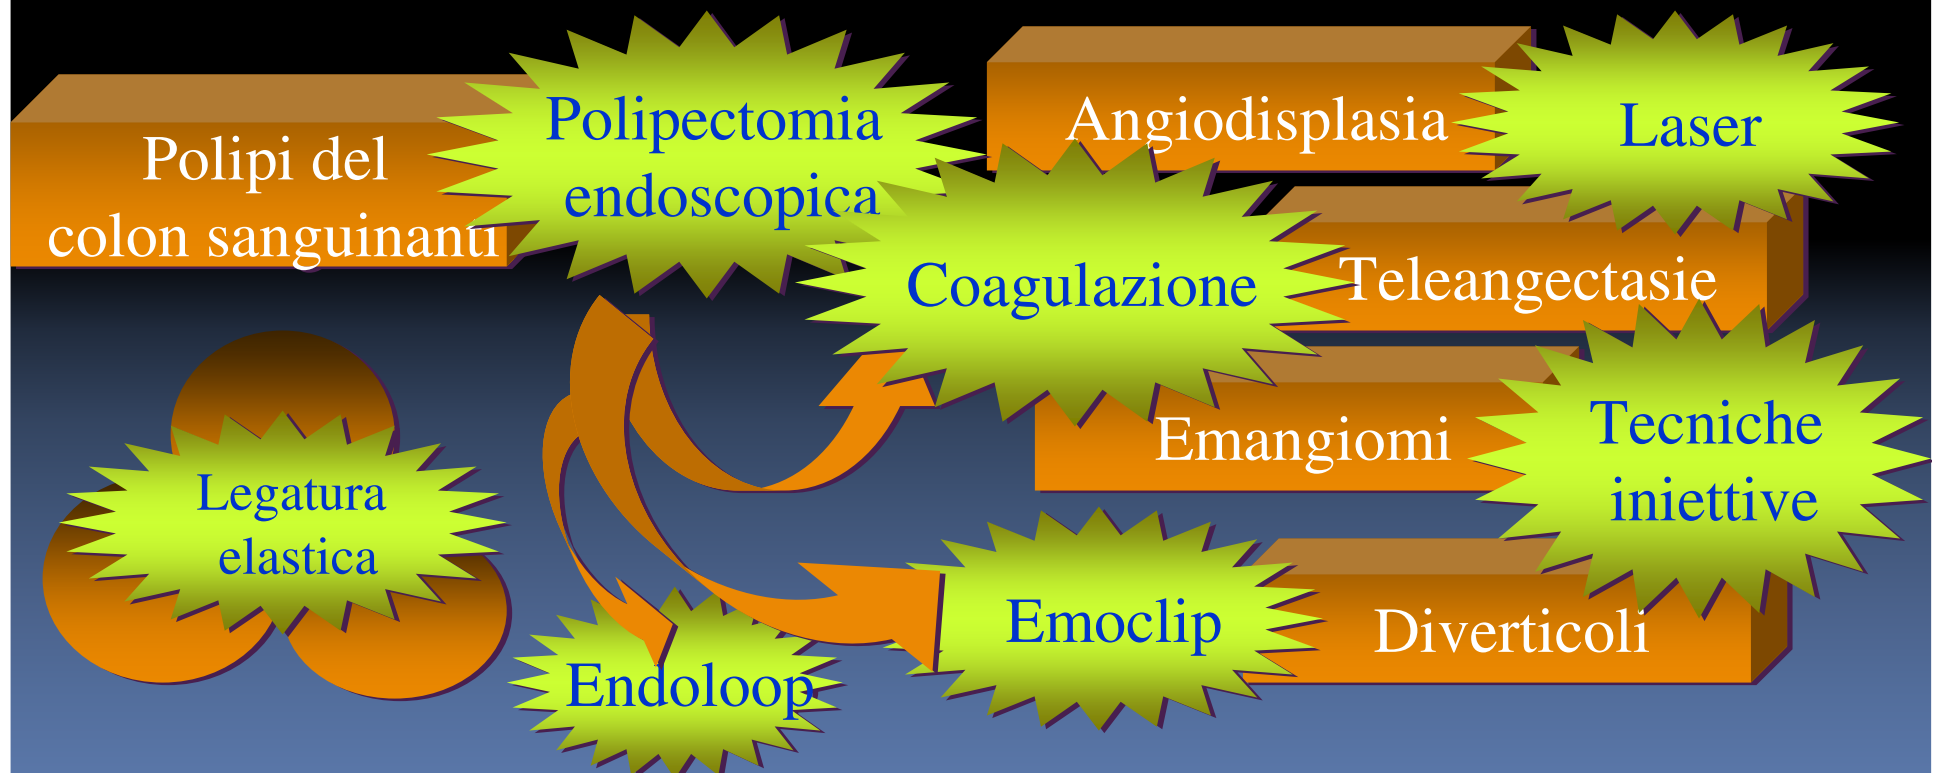 Polipi del
colon sanguinanti
Polipectomia
endoscopica
Angiodisplasia
Laser
Coagulazione
Teleangectasie
Emangiomi
Tecniche
iniettive
Legatura
elastica
Endoloop
Emoclip
Diverticoli